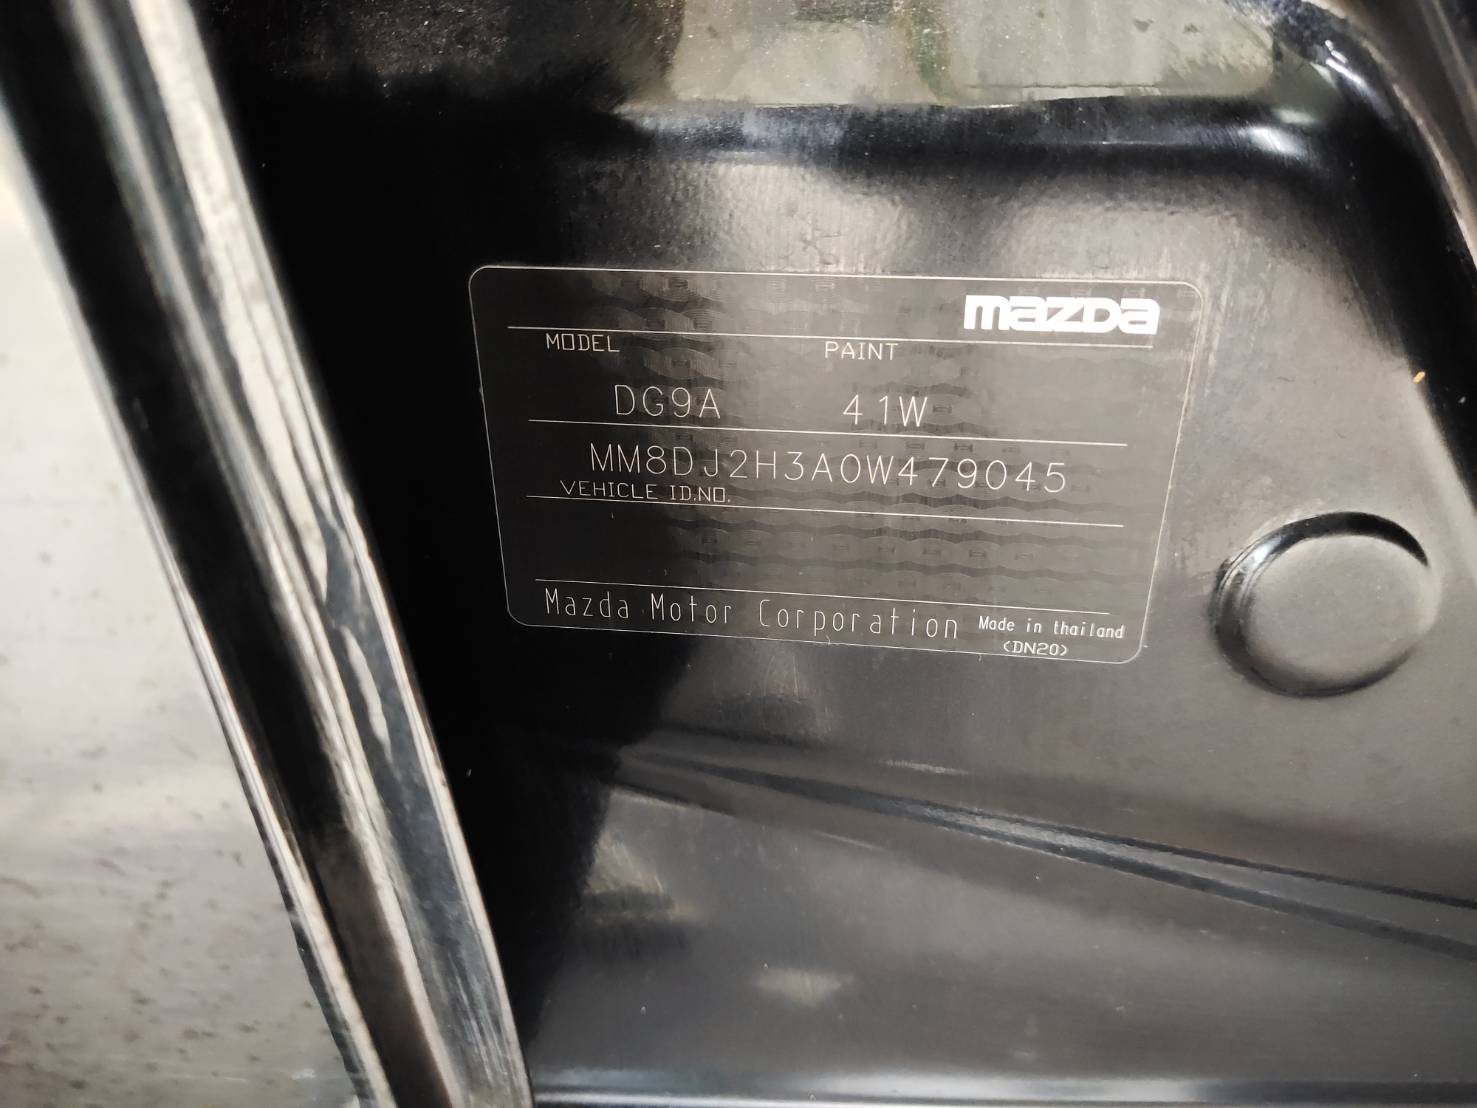 mazda
MODEL PAINT
DG9A 41W
MM8DJ2H3A0W479045
VEHICLE ID.NO.
Mazda Motor Corporation Made in thailand
(DN20)